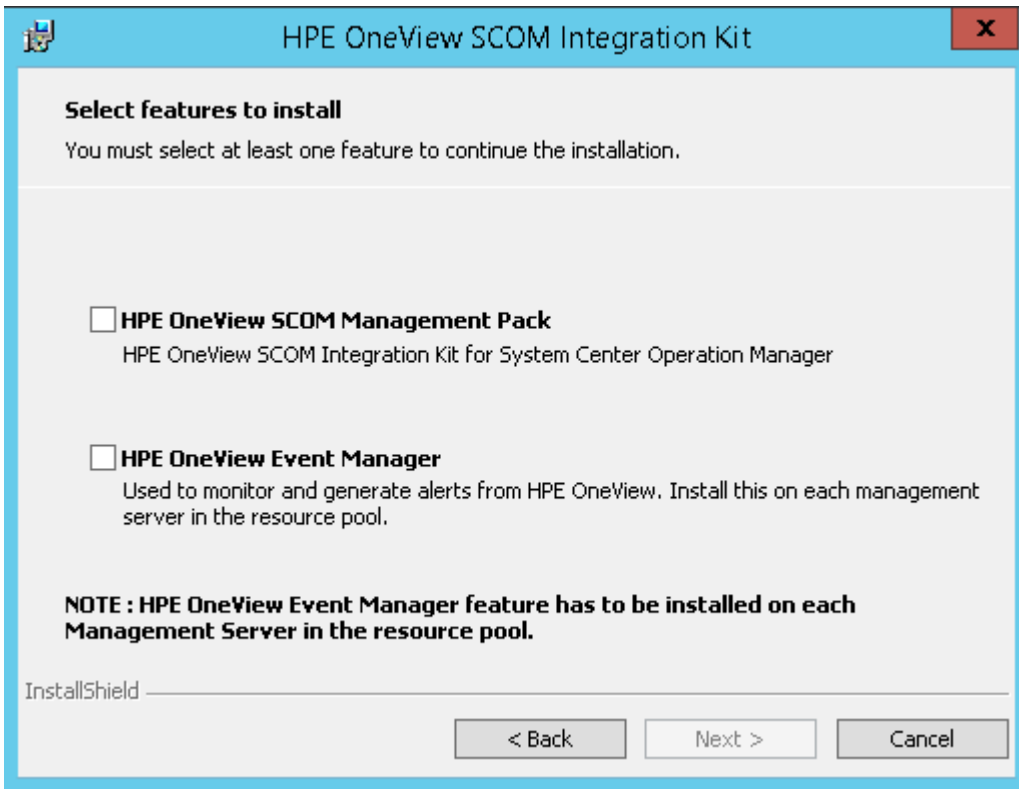 HPE OneView SCOM Integration Kit
x
Select features to install
You must select at least one feature to continue the installation.
HPE OneView SCOM Management Pack
HPE OneView SCOM Integration Kit for System Center Operation Manager
HPE OneView Event Manager
Used to monitor and generate alerts from HPE OneView. Install this on each management
server in the resource pool.
NOTE : HPE OneView Event Manager feature has to be installed on each
Management Server in the resource pool.
InstallShield
< Back
Next >
Cancel